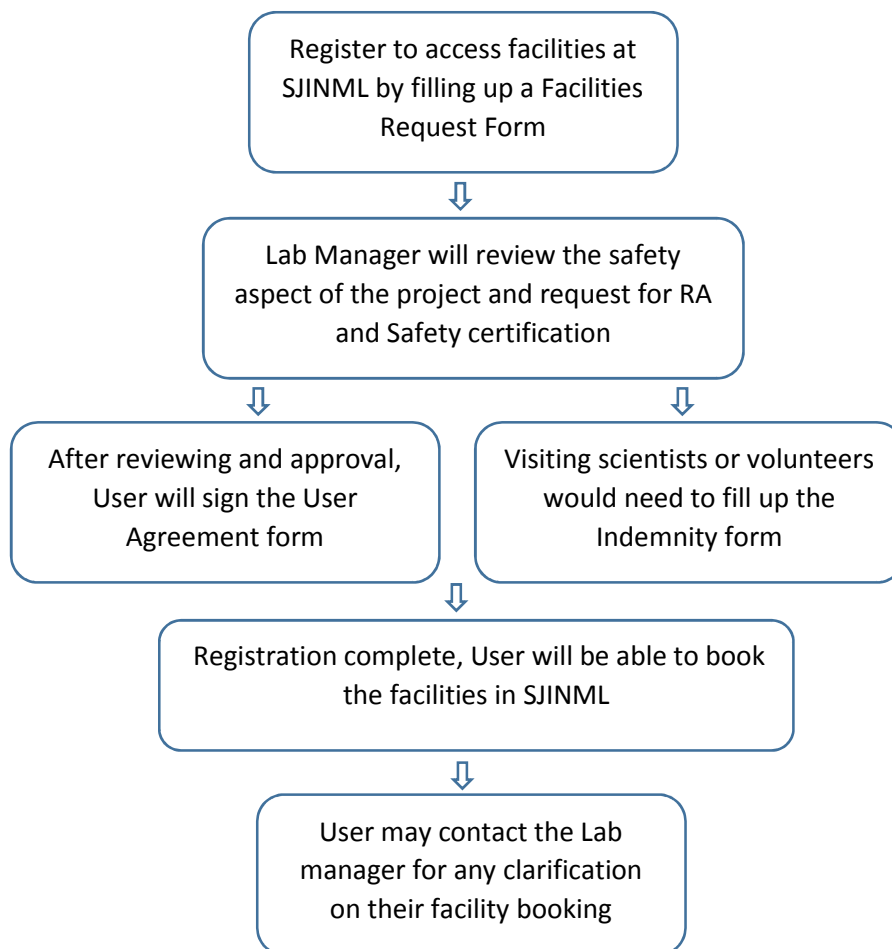 Register to access facilities at
SJINML by filling up a Facilities
Request Form
Lab Manager will review the safety
aspect of the project and request for RA
and Safety certification
After reviewing and approval,
User will sign the User
Agreement form
Visiting scientists or volunteers
would need to fill up the
Indemnity form
Registration complete, User will be able to book
the facilities in SJINML
User may contact the Lab
manager for any clarification
on their facility booking